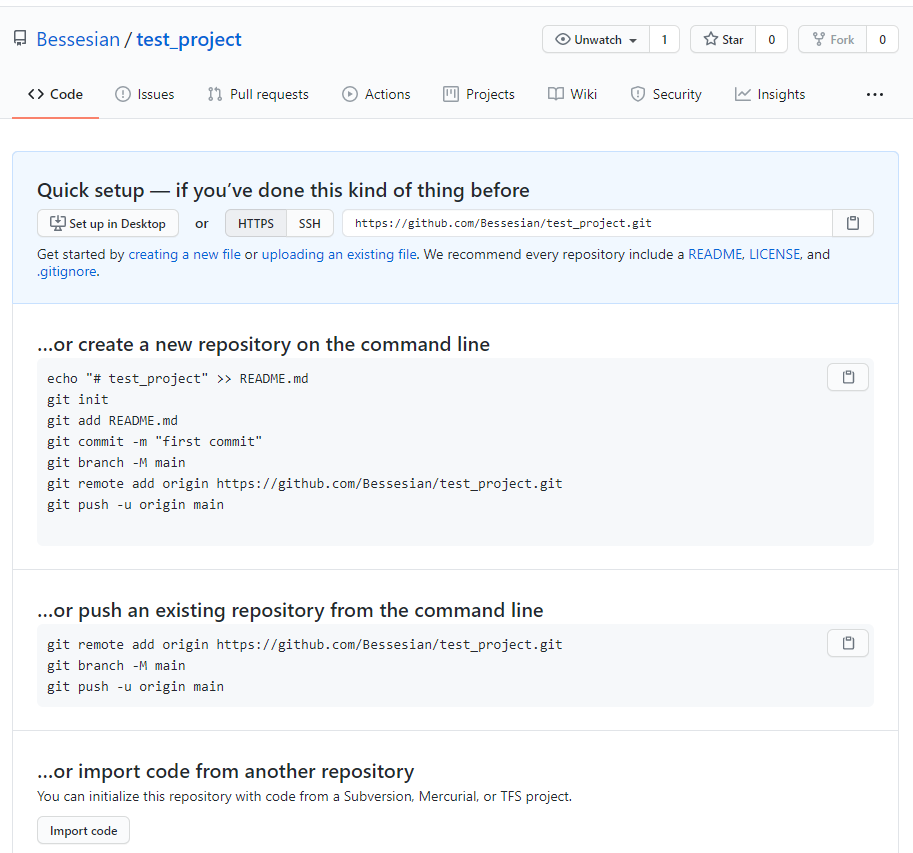 Bessesian / test_project
Unwatch 1 Star 0 Fork 0
Code Issues Pull requests Actions Projects Wiki Security Insights ...
Quick setup — if you’ve done this kind of thing before
Set up in Desktop or HTTPS SSH https://github.com/Bessesian/test_project.git
Get started by creating a new file or uploading an existing file. We recommend every repository include a README, LICENSE, and
.gitignore.
…or create a new repository on the command line
echo "# test_project" >> README.md
git init
git add README.md
git commit -m "first commit"
git branch -M main
git remote add origin https://github.com/Bessesian/test_project.git
git push -u origin main
…or push an existing repository from the command line
git remote add origin https://github.com/Bessesian/test_project.git
git branch -M main
git push -u origin main
…or import code from another repository
You can initialize this repository with code from a Subversion, Mercurial, or TFS project.
Import code